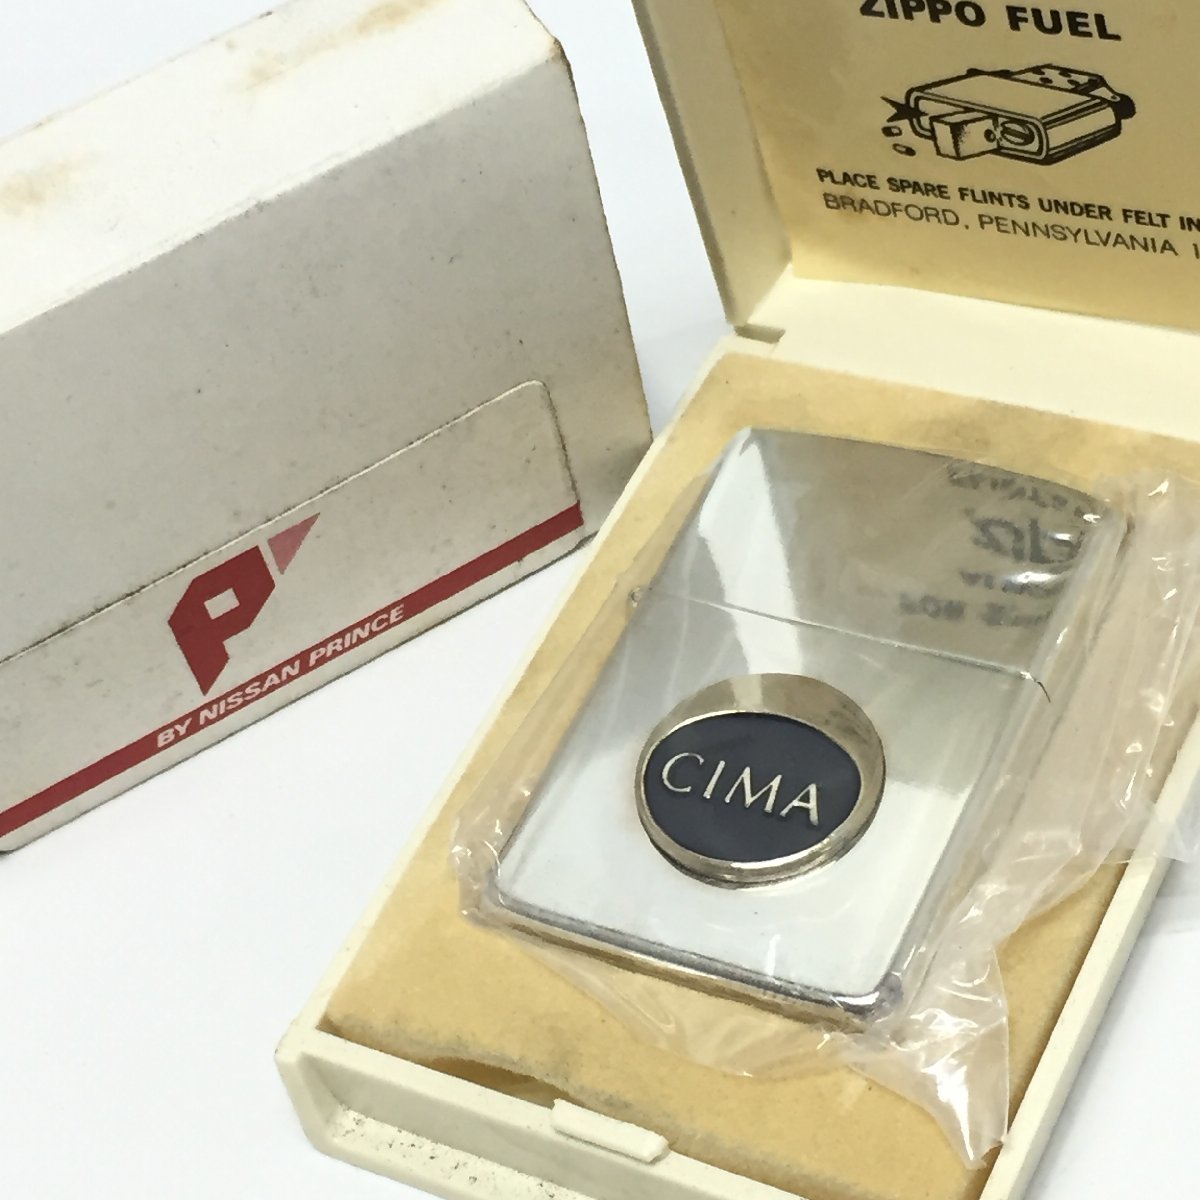 ZIPPO FUEL
PLACE SPARE FLINTS UNDER FELT IN
BRADFORD, PENNSYLVANIA
P
BY NISSAN PRINCE
CIMA